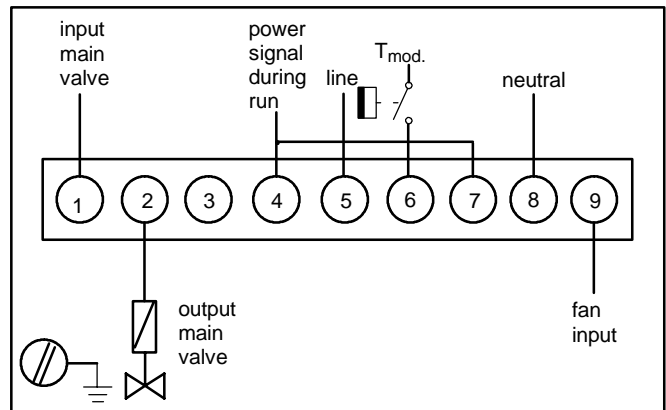 input
main
valve
power
signal
during
run
line
Tmod.
neutral
1 2 3 4 5 6 7 8 9
output
main
valve
fan
input